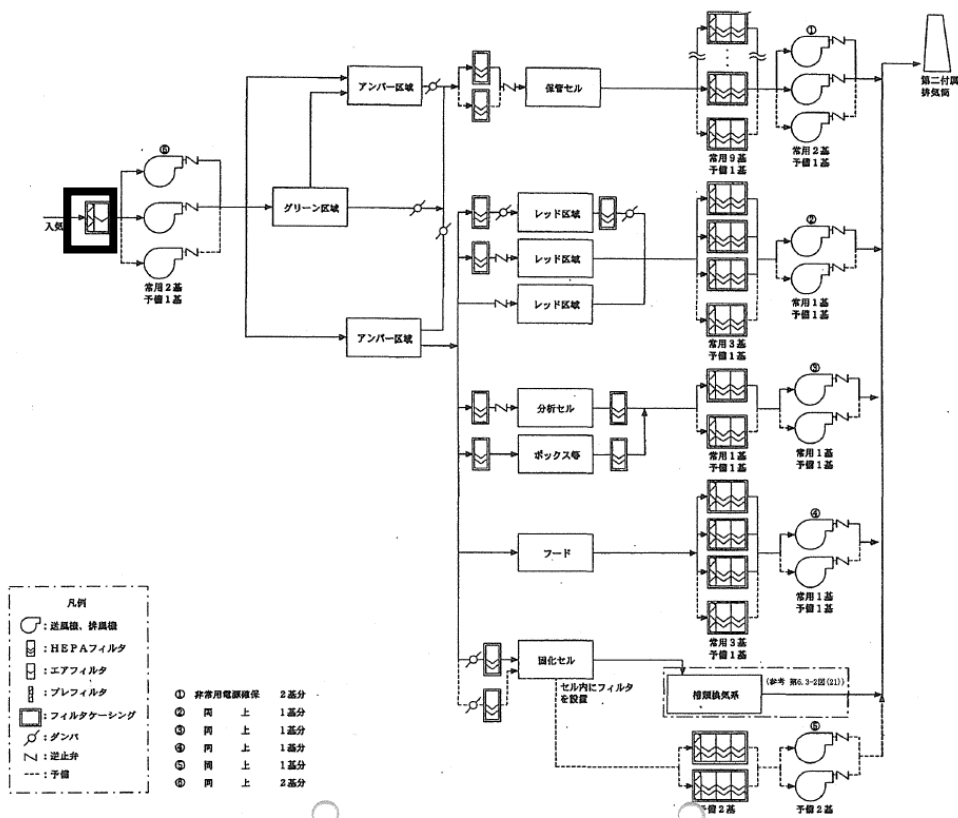 ①
第二付属
排気筒
アンバー区域
保管セル
常用9基
予備1基
常用2基
予備1基
⑥
入気
グリーン区域
常用2基
予備1基
レッド区域
レッド区域
レッド区域
②
常用3基
予備1基
常用1基
予備1基
アンバー区域
③
分析セル
ボックス等
常用1基
予備1基
常用1基
予備1基
④
フード
常用3基
予備1基
常用1基
予備1基
固化セル
セル内にフィルタ
を設置
(参考 第6.3-2図(21))
槽類換気系
⑤
予備2基
予備2基
凡例
:送風機、排風機
:HEPAフィルタ
:エアフィルタ
:プレフィルタ
:フィルタケーシング
:ダンパ
:逆止弁
:予備
① 非常用電源確保 2基分
② 同 上 1基分
③ 同 上 1基分
④ 同 上 1基分
⑤ 同 上 1基分
⑥ 同 上 2基分